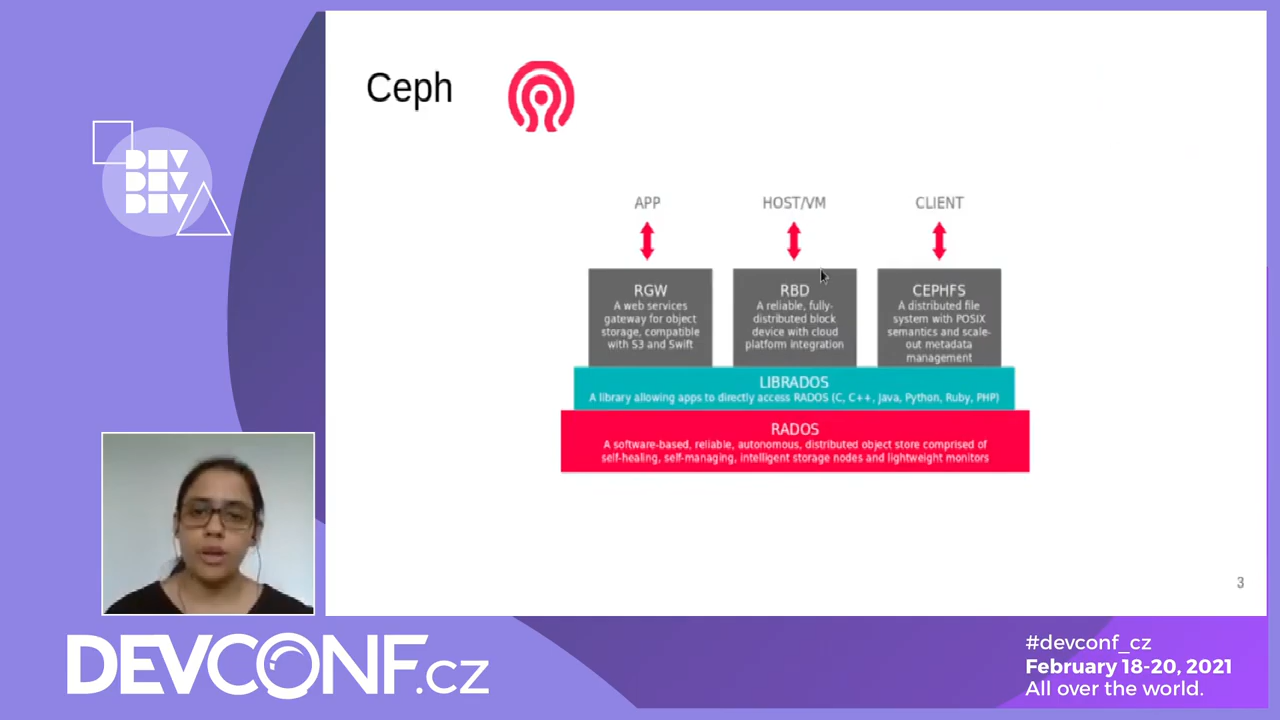 Ceph
DEV
DEV
DEV
APP
HOST/VM
CLIENT
RGW
A web services
gateway for object
storage, compatible
with S3 and Swift
RBD
A reliable, fully-
distributed block
device with cloud
platform integration
CEPHFS
A distributed file
system with POSIX
semantics and scale-
out metadata
management
LIBRADOS
A library allowing apps to directly access RADOS (C, C++, Java, Python, Ruby, PHP)
RADOS
A software-based, reliable, autonomous, distributed object store comprised of
self-healing, self-managing, intelligent storage nodes and lightweight monitors
3
DEVCONF.cz
#devconf_cz
February 18-20, 2021
All over the world.